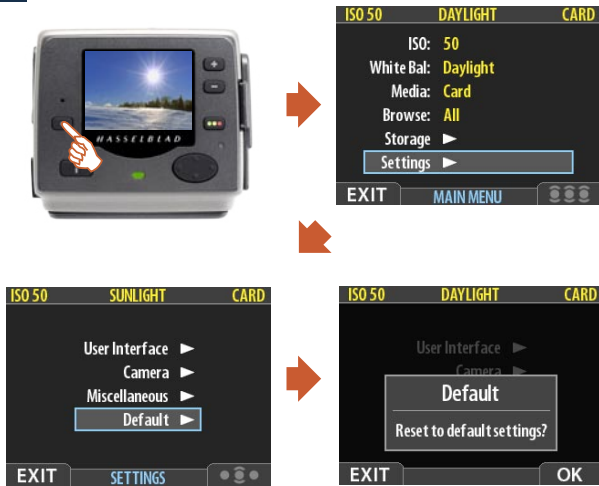 HASSELBLAD
ISO 50 DAYLIGHT CARD
ISO: 50
White Bal: Daylight
Media: Card
Browse: All
Storage ►
Settings ►
EXIT MAIN MENU
ISO 50 SUNLIGHT CARD
User Interface ►
Camera ►
Miscellaneous ►
Default ►
EXIT SETTINGS
ISO 50 DAYLIGHT CARD
User Interface ►
Camera ►
Default
Reset to default settings?
EXIT OK